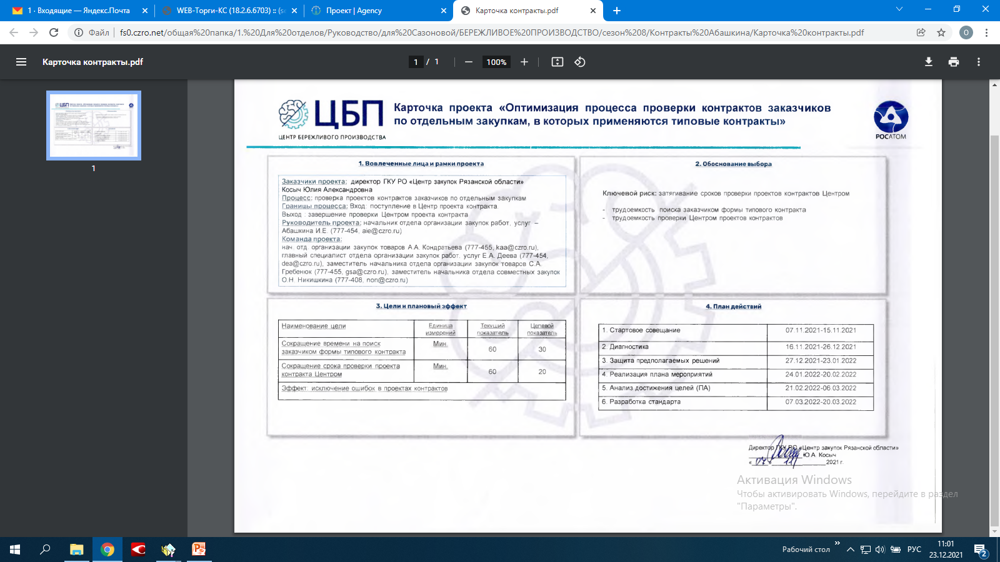 1 · Входящие — Яндекс.Почта
WEB-Торги-КС (18.2.6.6703) :: (se
Проект | Agency
Карточка контракты.pdf
Файл
fs0.czro.net/общая%20папка/1.%20Для%20отделов/Руководство/для%20Сазоновой/БЕРЕЖЛИВОЕ%20ПРОИЗВОДСТВО/сезон%208/Контракты%20Абашкина/Карточка%20контракты.pdf
О
Карточка контракты.pdf
1 / 1
100%
1
ЦБП
ЦЕНТР БЕРЕЖЛИВОГО ПРОИЗВОДСТВА
Карточка проекта «Оптимизация процесса проверки контрактов заказчиков
по отдельным закупкам, в которых применяются типовые контракты»
РОСАТОМ
1. Вовлеченные лица и рамки проекта
Заказчики проекта: директор ГКУ РО «Центр закупок Рязанской области»
Косыч Юлия Александровна
Процесс: проверка проектов контрактов заказчиков по отдельным закупкам
Границы процесса: Вход: поступление в Центр проекта контракта.
Выход : завершение проверки Центром проекта контракта
Руководитель проекта: начальник отдела организации закупок работ, услуг –
Абашкина И.Е. (777-454, aie@czro.ru)
Команда проекта:
нач. отд. организации закупок товаров А.А. Кондратьева (777-455, kaa@czro.ru),
главный специалист отдела организации закупок работ, услуг Е.А. Деева (777-454,
dea@czro.ru), заместитель начальника отдела организации закупок товаров С.А.
Гребенюк (777-455, gsa@czro.ru), заместитель начальника отдела совместных закупок
О.Н. Никишкина (777-408, non@czro.ru)
2. Обоснование выбора
Ключевой риск: затягивание сроков проверки проектов контрактов Центром
- трудоемкость поиска заказчиком формы типового контракта
- трудоемкость проверки Центром проектов контрактов
3. Цели и плановый эффект
Наименование цели Единица измерений Текущий показатель Целевой показатель
Сокращение времени на поиск заказчиком формы типового контракта Мин. 60 30
Сокращение срока проверки проекта контракта Центром Мин. 60 20
Эффект: исключение ошибок в проектах контрактов
4. План действий
1. Стартовое совещание 07.11.2021-15.11.2021
2. Диагностика 16.11.2021-26.12.2021
3. Защита предполагаемых решений 27.12.2021-23.01.2022
4. Реализация плана мероприятий 24.01.2022-20.02.2022
5. Анализ достижения целей (ПА) 21.02.2022-06.03.2022
6. Разработка стандарта 07.03.2022-20.03.2022
Директор ГКУ РО «Центр закупок Рязанской области»
Ю.А. Косыч
«07» 11 2021 г.
Активация Windows
Чтобы активировать Windows, перейдите в раздел
"Параметры".
Рабочий стол
РУС
11:01
23.12.2021
2